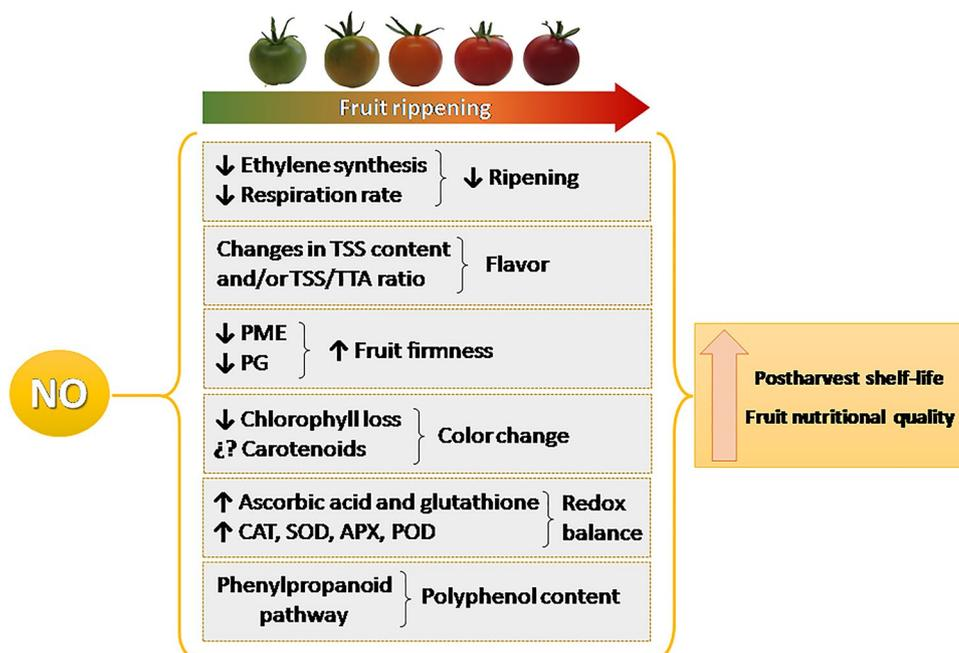 Fruit rippening
↓ Ethylene synthesis
↓ Respiration rate
↓ Ripening
Changes in TSS content
and/or TSS/TTA ratio
Flavor
↓ PME
↓ PG
↑ Fruit firmness
NO
↓ Chlorophyll loss
¿? Carotenoids
Color change
↑ Ascorbic acid and glutathione
↑ CAT, SOD, APX, POD
Redox
balance
Phenylpropanoid
pathway
Polyphenol content
Postharvest shelf-life
Fruit nutritional quality